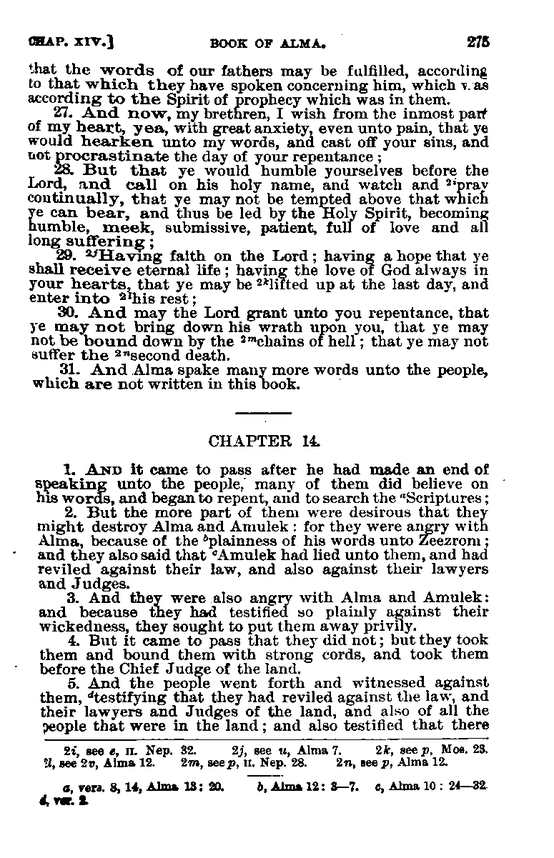 CHAP. XIV.] BOOK OF ALMA. 275
that the words of our fathers may be fulfilled, according
to that which they have spoken concerning him, which was
according to the Spirit of prophecy which was in them.
27. And now, my brethren, I wish from the inmost part
of my heart, yea, with great anxiety, even unto pain, that ye
would hearken unto my words, and cast off your sins, and
not procrastinate the day of your repentance;
28. But that ye would humble yourselves before the
Lord, and call on his holy name, and watch and 2ipray
continually, that ye may not be tempted above that which
ye can bear, and thus be led by the Holy Spirit, becoming
humble, meek, submissive, patient, full of love and all
long suffering;
29. 2jHaving faith on the Lord; having a hope that ye
shall receive eternal life; having the love of God always in
your hearts, that ye may be 2klifted up at the last day, and
enter into 2lhis rest;
30. And may the Lord grant unto you repentance, that
ye may not bring down his wrath upon you, that ye may
not be bound down by the 2mchains of hell; that ye may not
suffer the 2nsecond death.
31. And Alma spake many more words unto the people,
which are not written in this book.
CHAPTER 14.
1. AND it came to pass after he had made an end of
speaking unto the people, many of them did believe on
his words, and began to repent, and to search the aScriptures;
2. But the more part of them were desirous that they
might destroy Alma and Amulek: for they were angry with
Alma, because of the bplainness of his words unto Zeezrom;
and they also said that cAmulek had lied unto them, and had
reviled against their law, and also against their lawyers
and Judges.
3. And they were also angry with Alma and Amulek:
and because they had testified so plainly against their
wickedness, they sought to put them away privily.
4. But it came to pass that they did not; but they took
them and bound them with strong cords, and took them
before the Chief Judge of the land.
5. And the people went forth and witnessed against
them, dtestifying that they had reviled against the law, and
their lawyers and Judges of the land, and also of all the
people that were in the land; and also testified that there
2i, see e, II. Nep. 32. 2j, see u, Alma 7. 2k, see p, Mos. 23.
2l, see 2v, Alma 12. 2m, see p, II. Nep. 28. 2n, see p, Alma 12.
a, vers. 8, 14, Alma 13: 20. b, Alma 12: 3—7. c, Alma 10: 24—32
d, ver. 2.